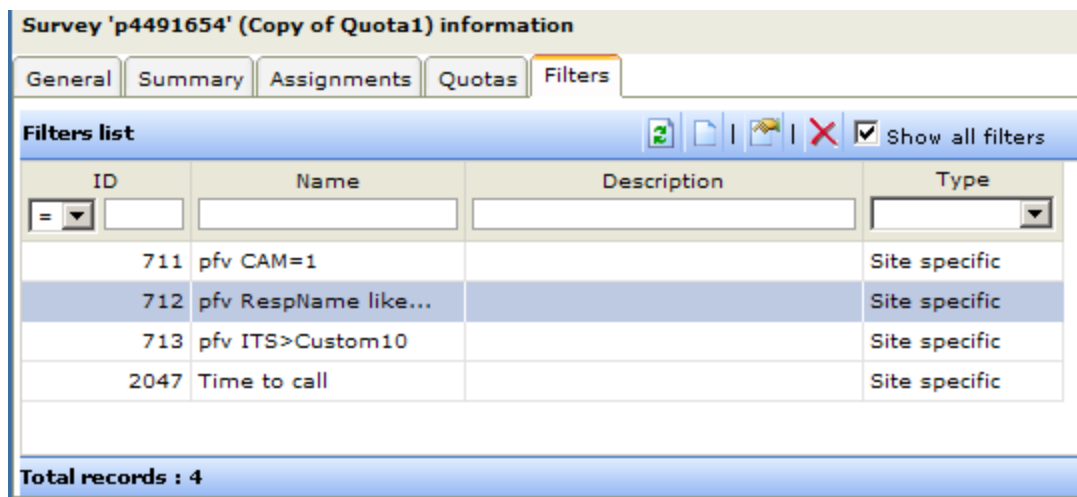 Survey 'p4491654' (Copy of Quota1) information
General Summary Assignments Quotas Filters
Filters list | | Show all filters
ID Name Description Type
=
711 pfv CAM=1 Site specific
712 pfv RespName like... Site specific
713 pfv ITS>Custom10 Site specific
2047 Time to call Site specific
Total records : 4